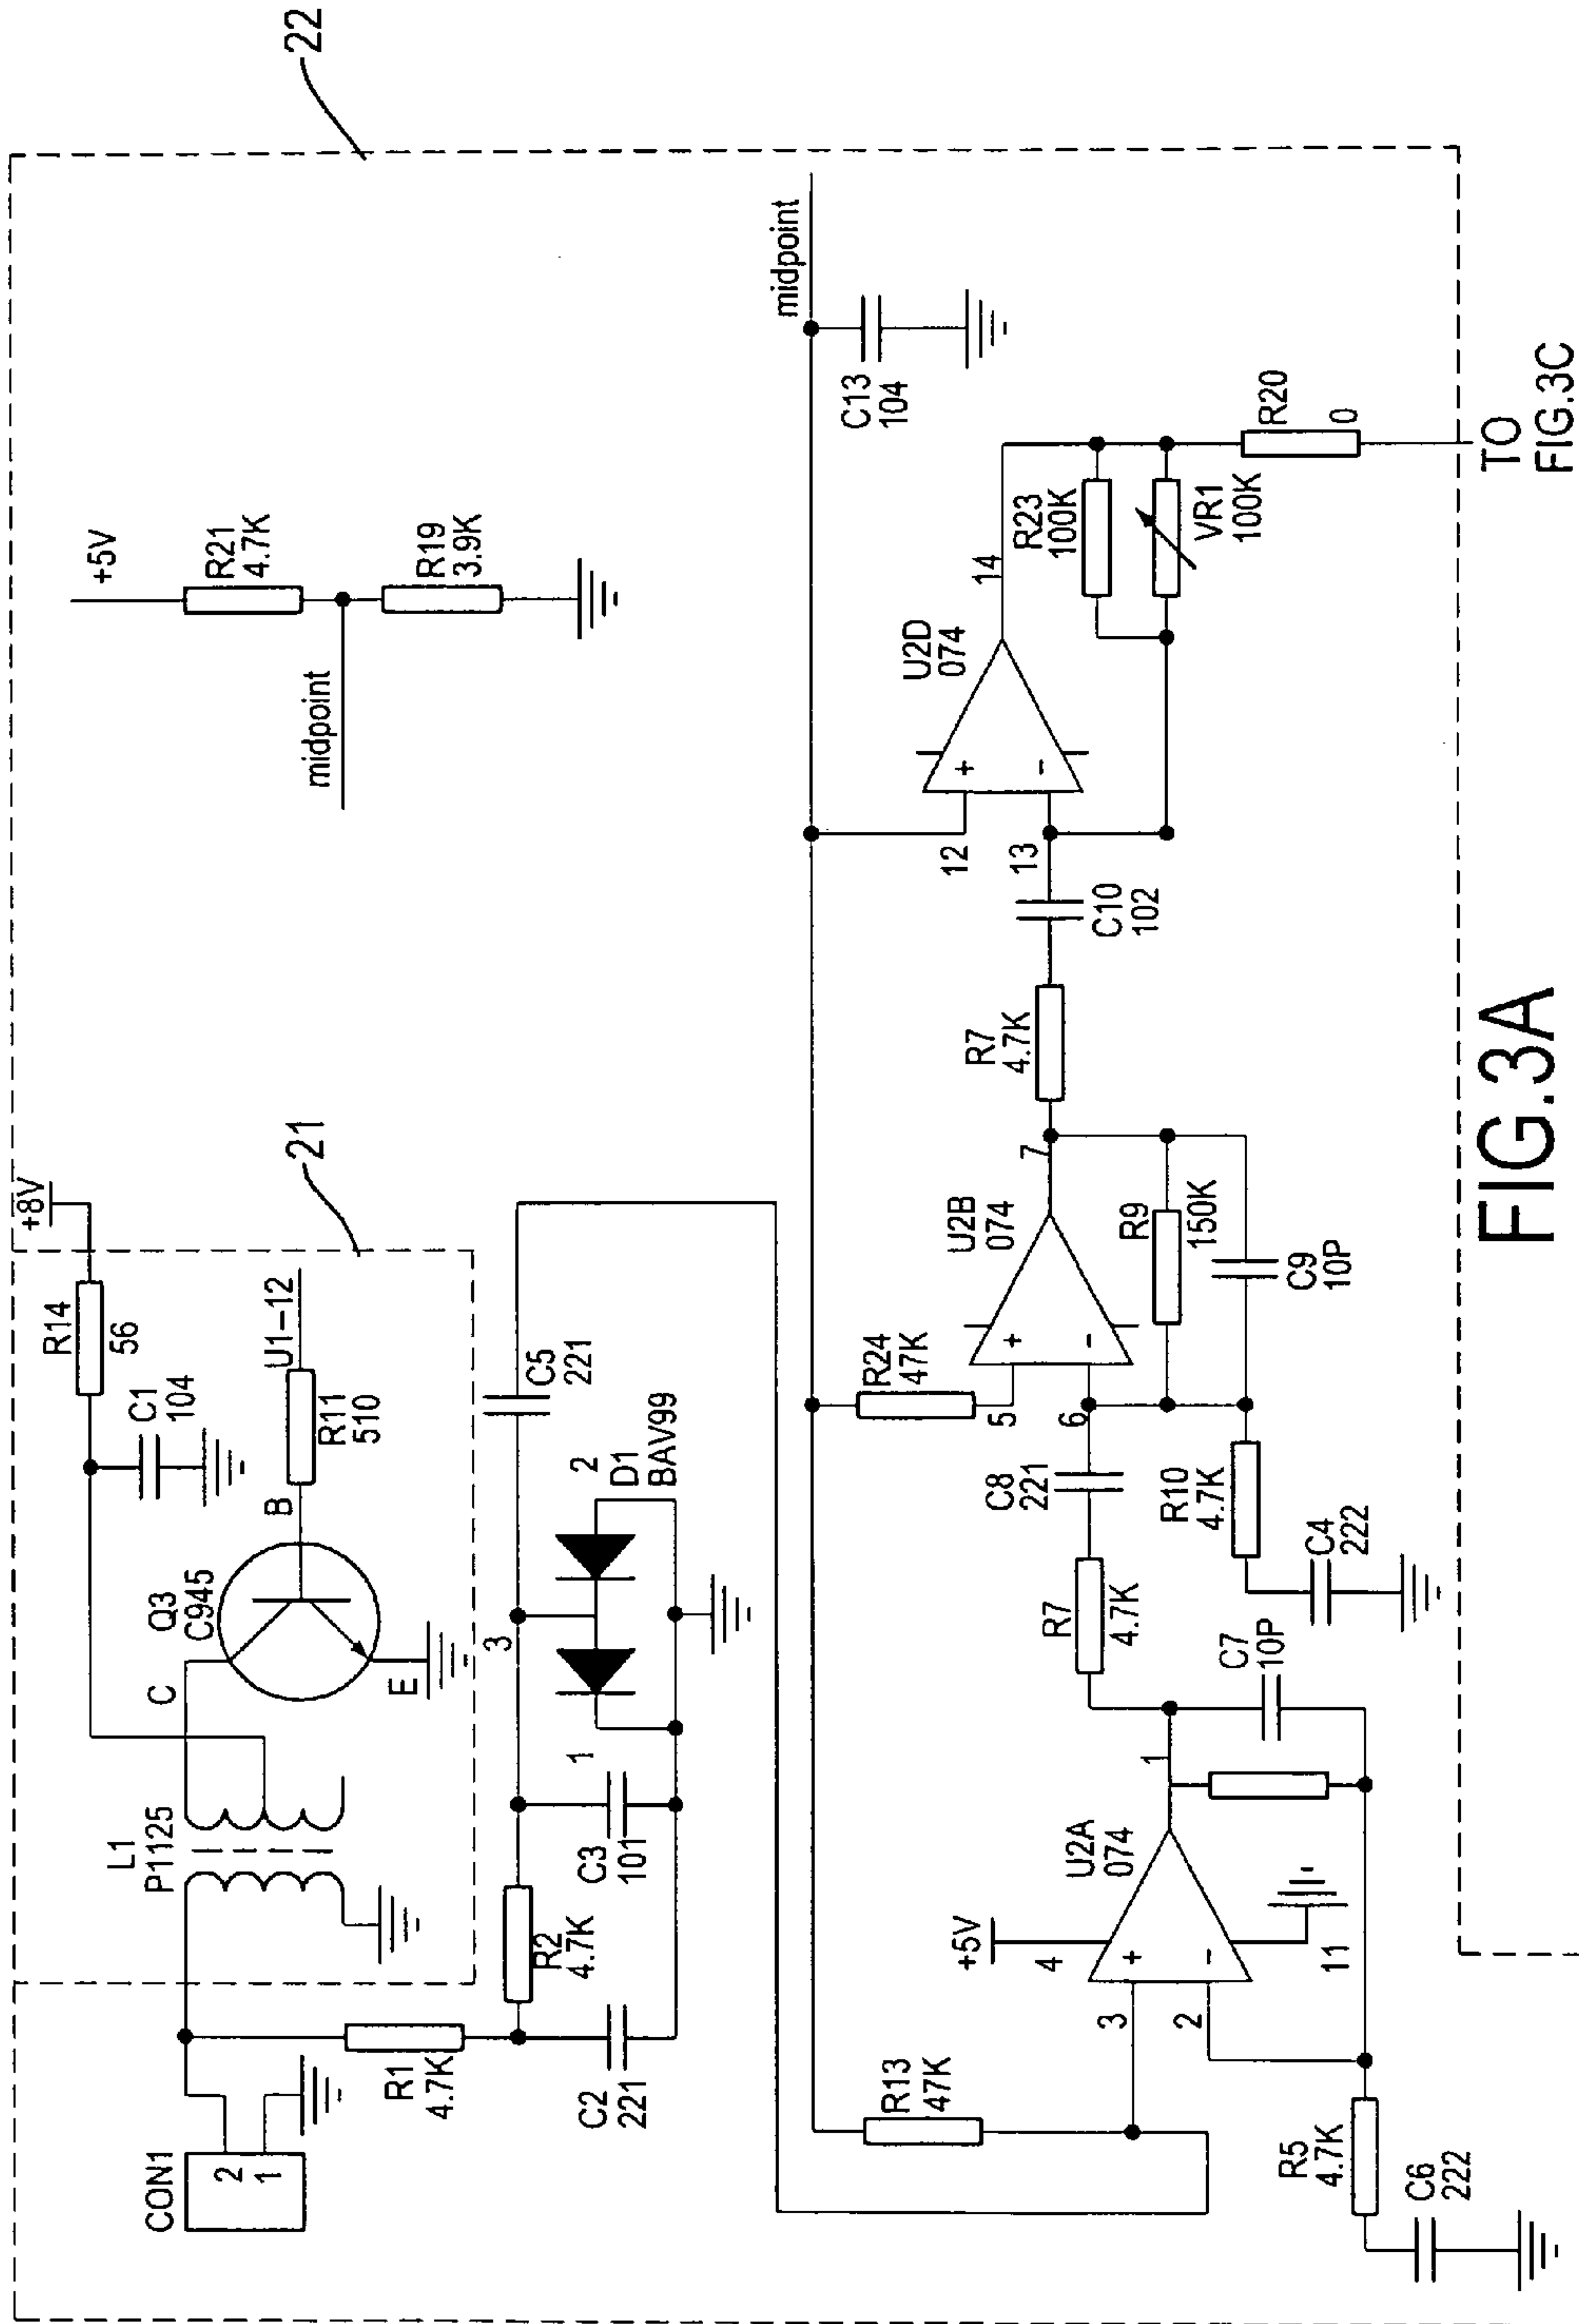 22
+8V
R14
56
C1
104
21
U1-12
R11
510
B
Q3
C945
C
E
L1
P1125
CON1
2
1
R1
4.7K
C2
221
R2
4.7K
C3
101
1
3
2
D1
BAV99
C5
221
+5V
R21
4.7K
midpoint
R19
3.9K
midpoint
C13
104
R13
47K
+5V
4
3
2
11
U2A
074
1
R5
4.7K
C6
222
C7
10P
R7
4.7K
C8
221
R24
47K
5
6
U2B
074
7
R10
4.7K
C4
222
R9
150K
C9
10P
R7
4.7K
C10
102
12
13
U2D
074
14
R23
100K
VR1
100K
R20
0
TO
FIG.3C
FIG.3A